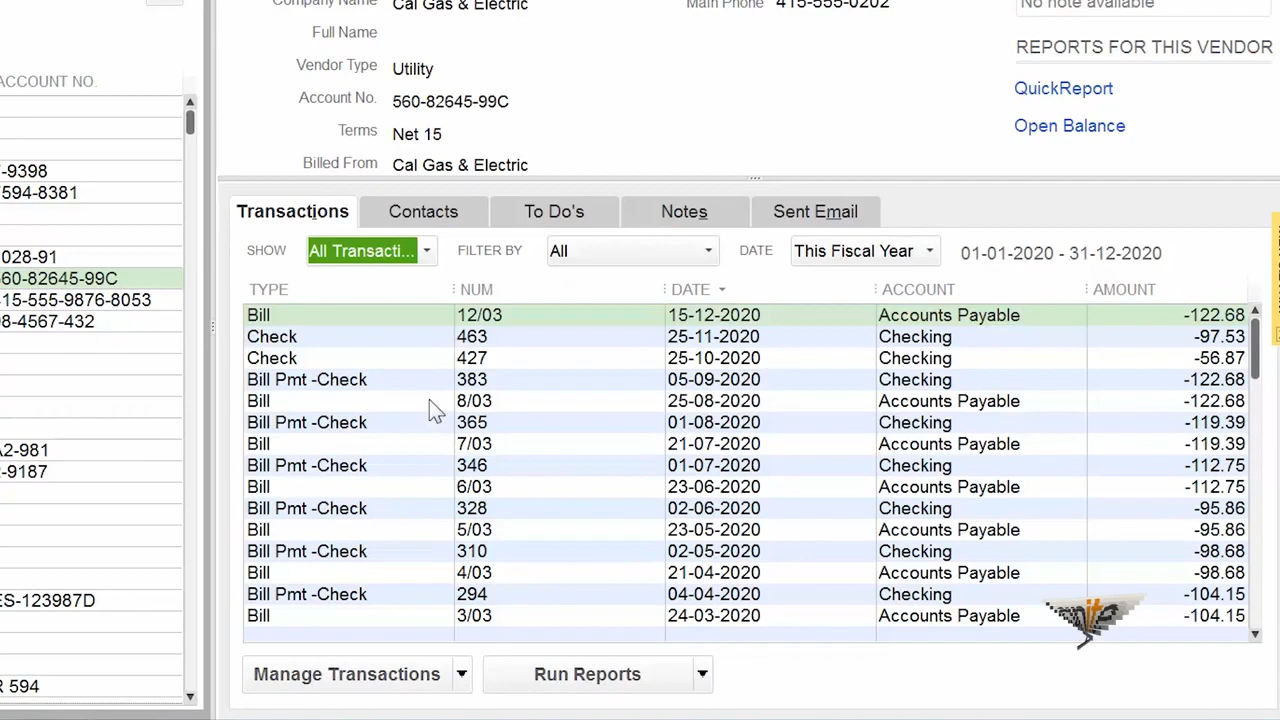 Company Name Cal Gas & Electric
Main Phone 415-555-0202
No note available
Full Name
Vendor Type Utility
Account No. 560-82645-99C
Terms Net 15
Billed From Cal Gas & Electric
REPORTS FOR THIS VENDOR
QuickReport
Open Balance
ACCOUNT NO.
-9398
594-8381
028-91
560-82645-99C
415-555-9876-8053
98-4567-432
A2-981
-9187
ES-123987D
R 594
Transactions Contacts To Do's Notes Sent Email
SHOW All Transacti... FILTER BY All DATE This Fiscal Year 01-01-2020 - 31-12-2020
TYPE NUM DATE ACCOUNT AMOUNT
Bill 12/03 15-12-2020 Accounts Payable -122.68
Check 463 25-11-2020 Checking -97.53
Check 427 25-10-2020 Checking -56.87
Bill Pmt -Check 383 05-09-2020 Checking -122.68
Bill 8/03 25-08-2020 Accounts Payable -122.68
Bill Pmt -Check 365 01-08-2020 Checking -119.39
Bill 7/03 21-07-2020 Accounts Payable -119.39
Bill Pmt -Check 346 01-07-2020 Checking -112.75
Bill 6/03 23-06-2020 Accounts Payable -112.75
Bill Pmt -Check 328 02-06-2020 Checking -95.86
Bill 5/03 23-05-2020 Accounts Payable -95.86
Bill Pmt -Check 310 02-05-2020 Checking -98.68
Bill 4/03 21-04-2020 Accounts Payable -98.68
Bill Pmt -Check 294 04-04-2020 Checking -104.15
Bill 3/03 24-03-2020 Accounts Payable -104.15
Manage Transactions Run Reports